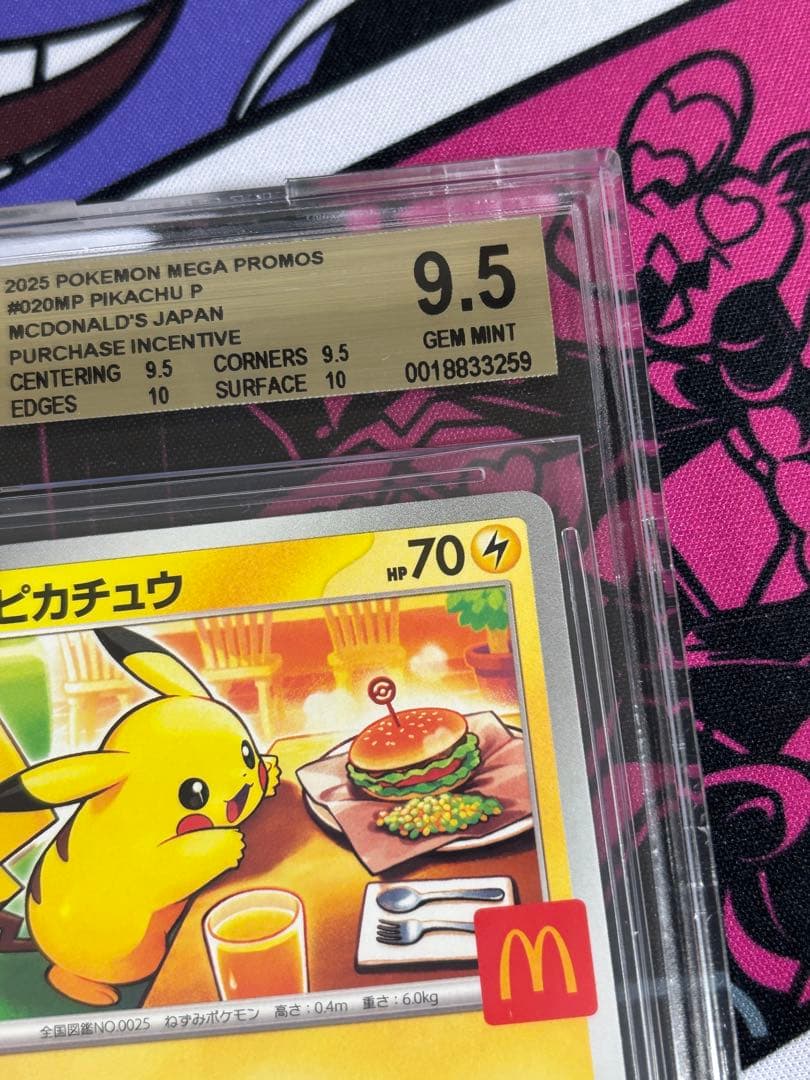 2025 POKEMON MEGA PROMOS
#020MP PIKACHU P
MCDONALD'S JAPAN
PURCHASE INCENTIVE
CENTERING 9.5 CORNERS 9.5
EDGES 10 SURFACE 10
9.5
GEM MINT
0018833259
ピカチュウ
HP 70
M
全国図鑑NO.0025 ねずみポケモン 高さ:0.4m 重さ:6.0kg